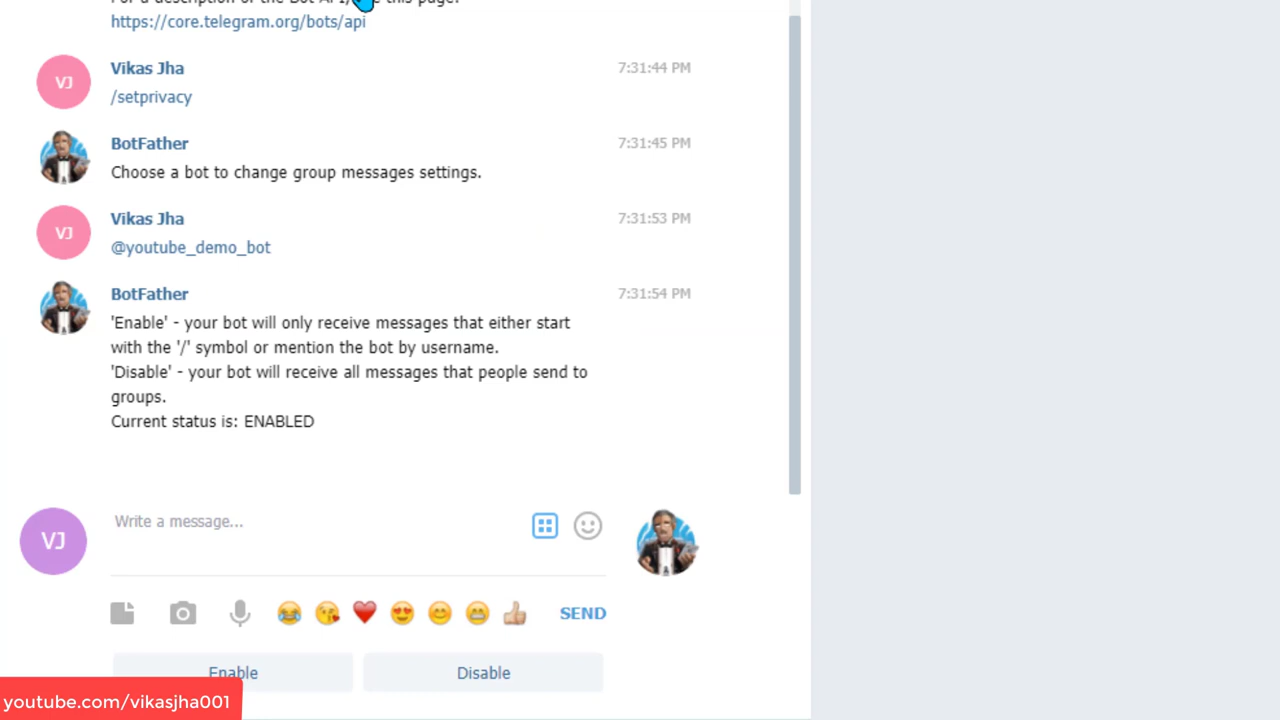 https://core.telegram.org/bots/api
VJ
Vikas Jha
7:31:44 PM
/setprivacy
BotFather
7:31:45 PM
Choose a bot to change group messages settings.
VJ
Vikas Jha
7:31:53 PM
@youtube_demo_bot
BotFather
7:31:54 PM
'Enable' - your bot will only receive messages that either start
with the '/' symbol or mention the bot by username.
'Disable' - your bot will receive all messages that people send to
groups.
Current status is: ENABLED
VJ
Write a message...
SEND
Enable
Disable
youtube.com/vikasjha001